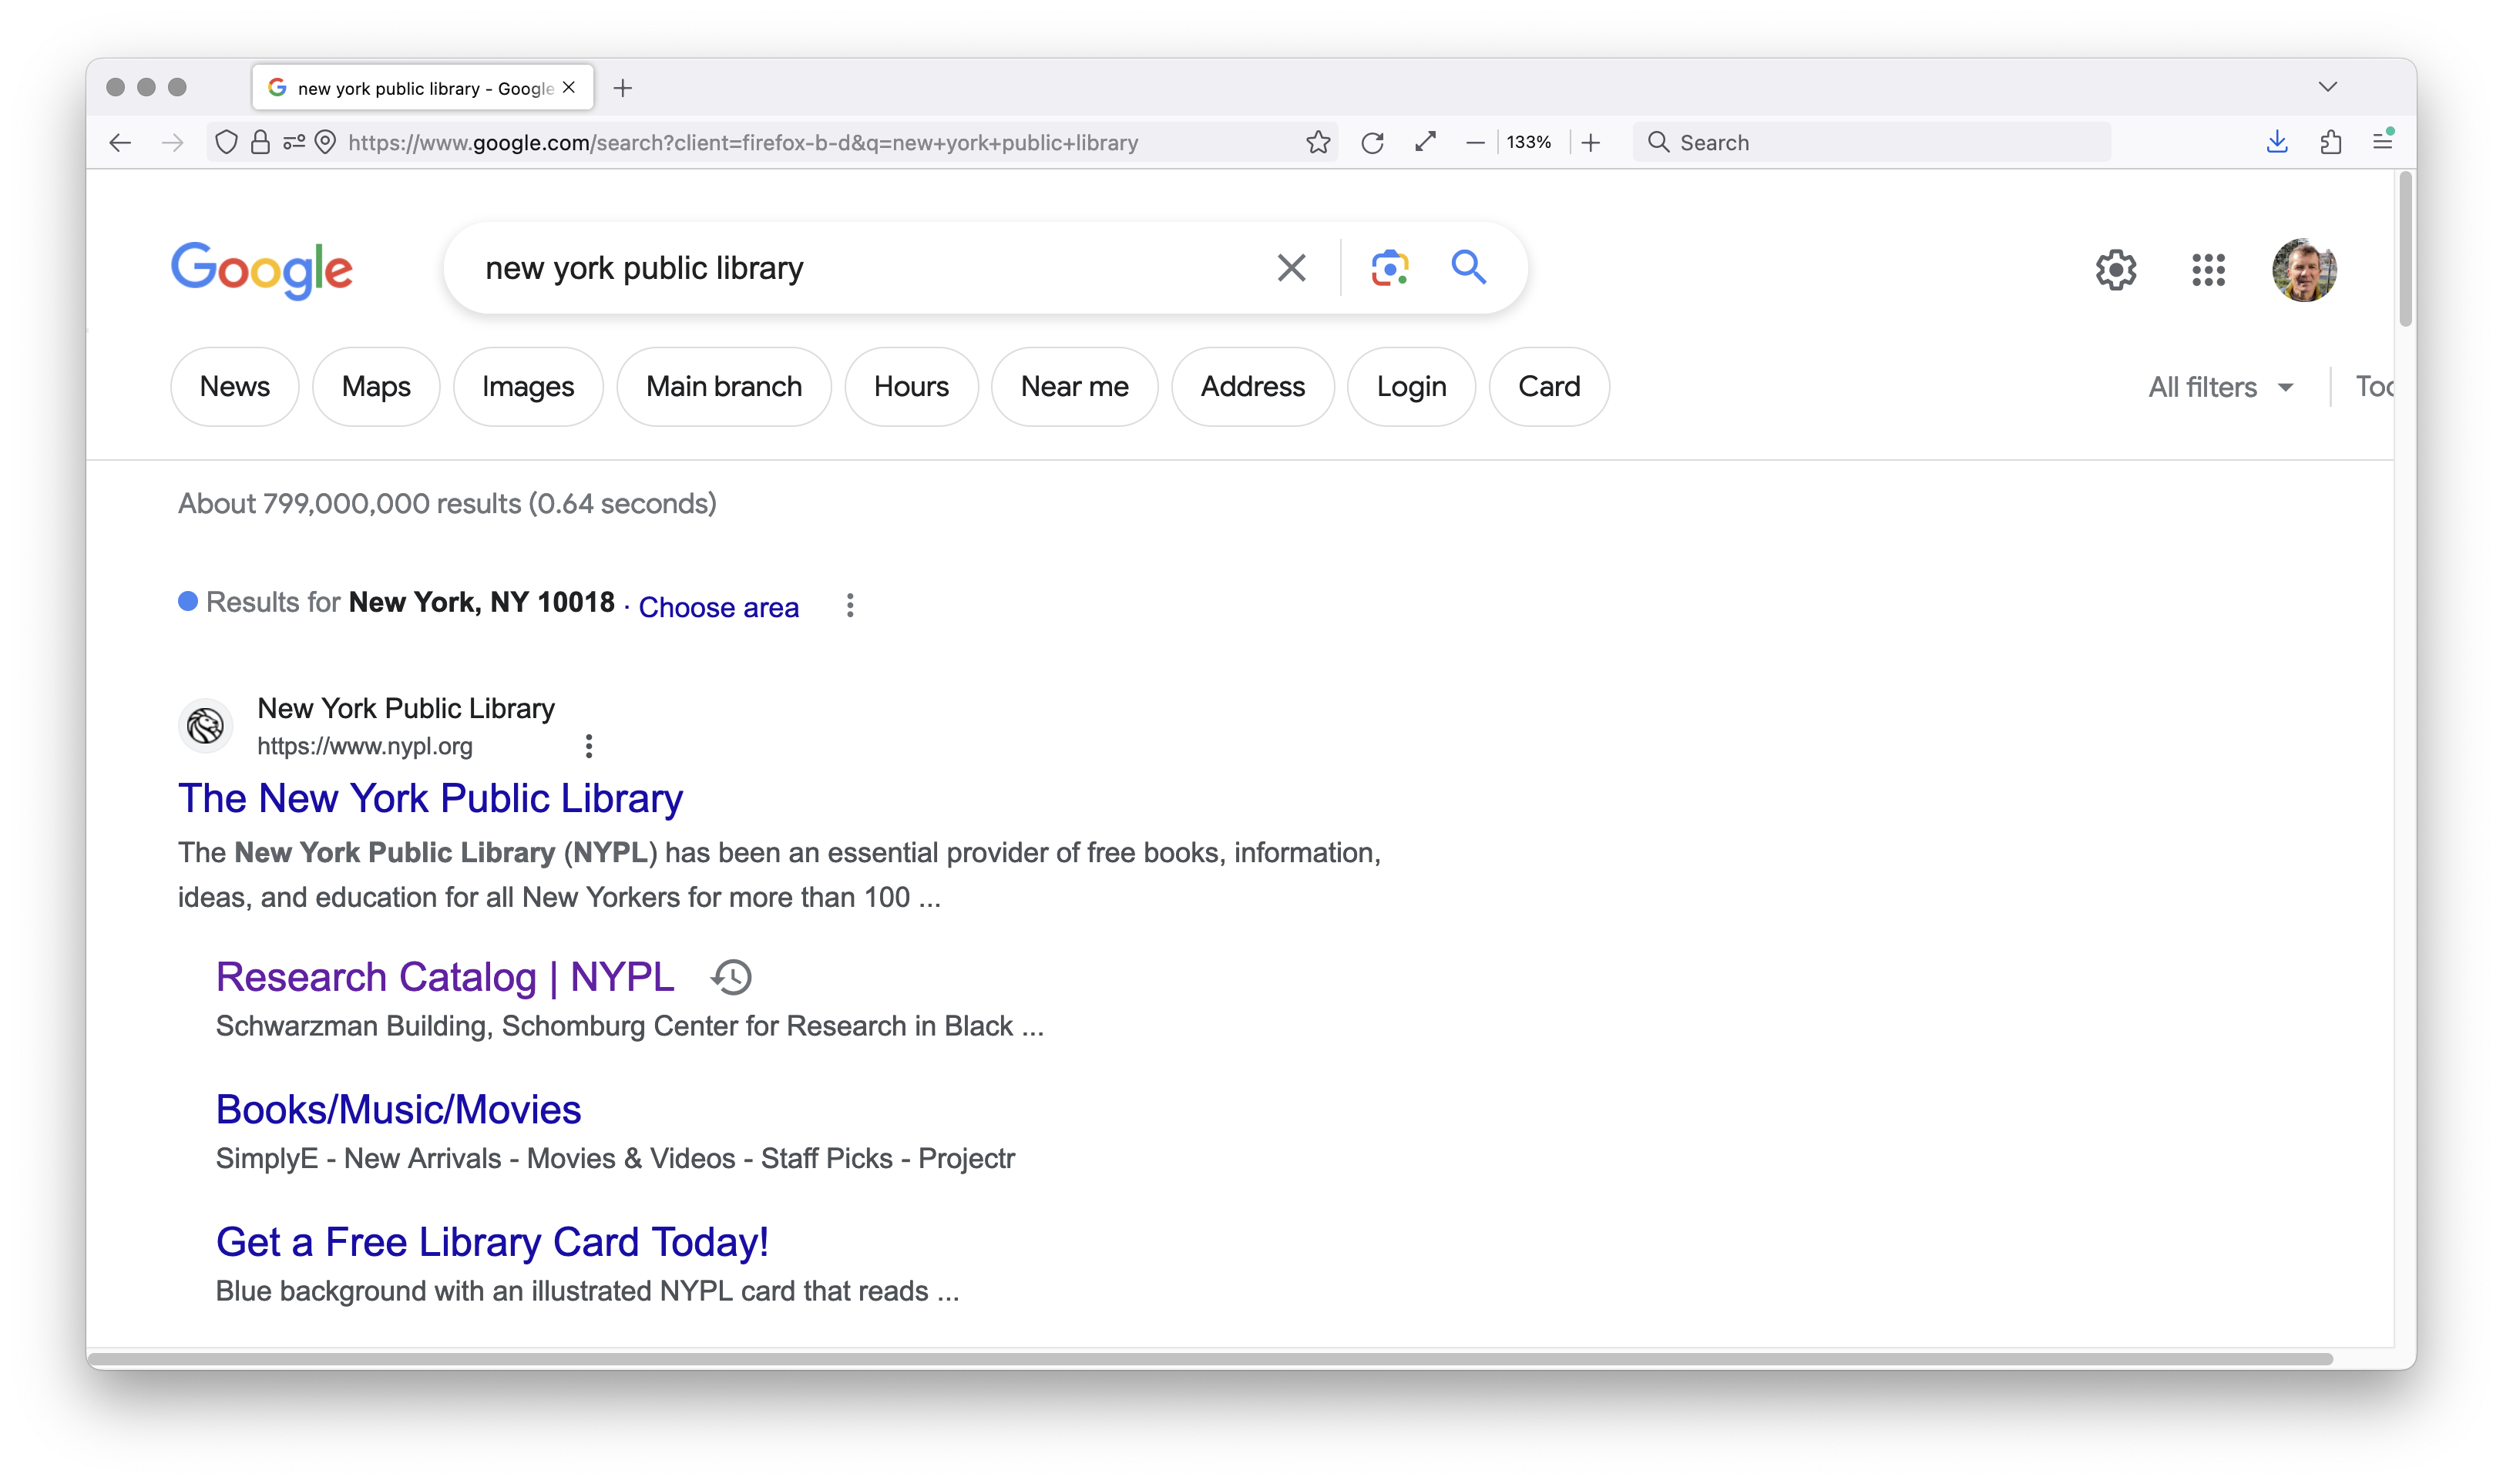 new york public library - Google
https://www.google.com/search?client=firefox-b-d&q=new+york+public+library
133%
Search
Google
new york public library
News
Maps
Images
Main branch
Hours
Near me
Address
Login
Card
All filters
Too
About 799,000,000 results (0.64 seconds)
Results for New York, NY 10018 · Choose area
New York Public Library
https://www.nypl.org
The New York Public Library
The New York Public Library (NYPL) has been an essential provider of free books, information,
ideas, and education for all New Yorkers for more than 100 ...
Research Catalog | NYPL
Schwarzman Building, Schomburg Center for Research in Black ...
Books/Music/Movies
SimplyE - New Arrivals - Movies & Videos - Staff Picks - Projectr
Get a Free Library Card Today!
Blue background with an illustrated NYPL card that reads ...